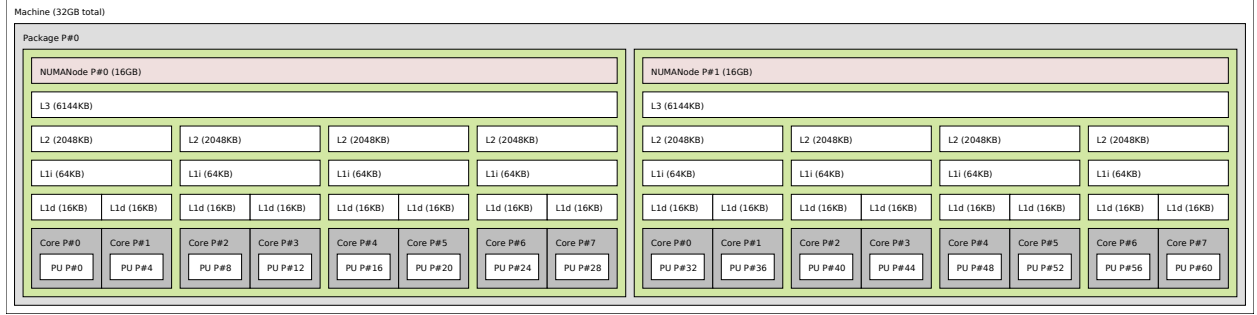 Machine (32GB total)
Package P#0
NUMANode P#0 (16GB) NUMANode P#1 (16GB)
L3 (6144KB) L3 (6144KB)
L2 (2048KB) L2 (2048KB) L2 (2048KB) L2 (2048KB) L2 (2048KB) L2 (2048KB) L2 (2048KB) L2 (2048KB)
L1i (64KB) L1i (64KB) L1i (64KB) L1i (64KB) L1i (64KB) L1i (64KB) L1i (64KB) L1i (64KB)
L1d (16KB) L1d (16KB) L1d (16KB) L1d (16KB) L1d (16KB) L1d (16KB) L1d (16KB) L1d (16KB) L1d (16KB) L1d (16KB) L1d (16KB) L1d (16KB) L1d (16KB) L1d (16KB) L1d (16KB) L1d (16KB)
Core P#0 Core P#1 Core P#2 Core P#3 Core P#4 Core P#5 Core P#6 Core P#7 Core P#0 Core P#1 Core P#2 Core P#3 Core P#4 Core P#5 Core P#6 Core P#7
PU P#0 PU P#4 PU P#8 PU P#12 PU P#16 PU P#20 PU P#24 PU P#28 PU P#32 PU P#36 PU P#40 PU P#44 PU P#48 PU P#52 PU P#56 PU P#60